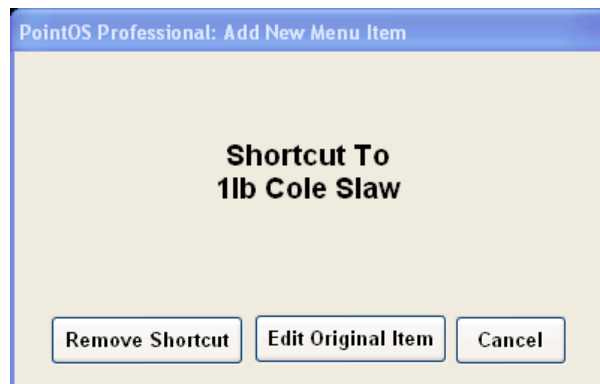 PointOS Professional: Add New Menu Item
Shortcut To
1lb Cole Slaw
Remove Shortcut Edit Original Item Cancel